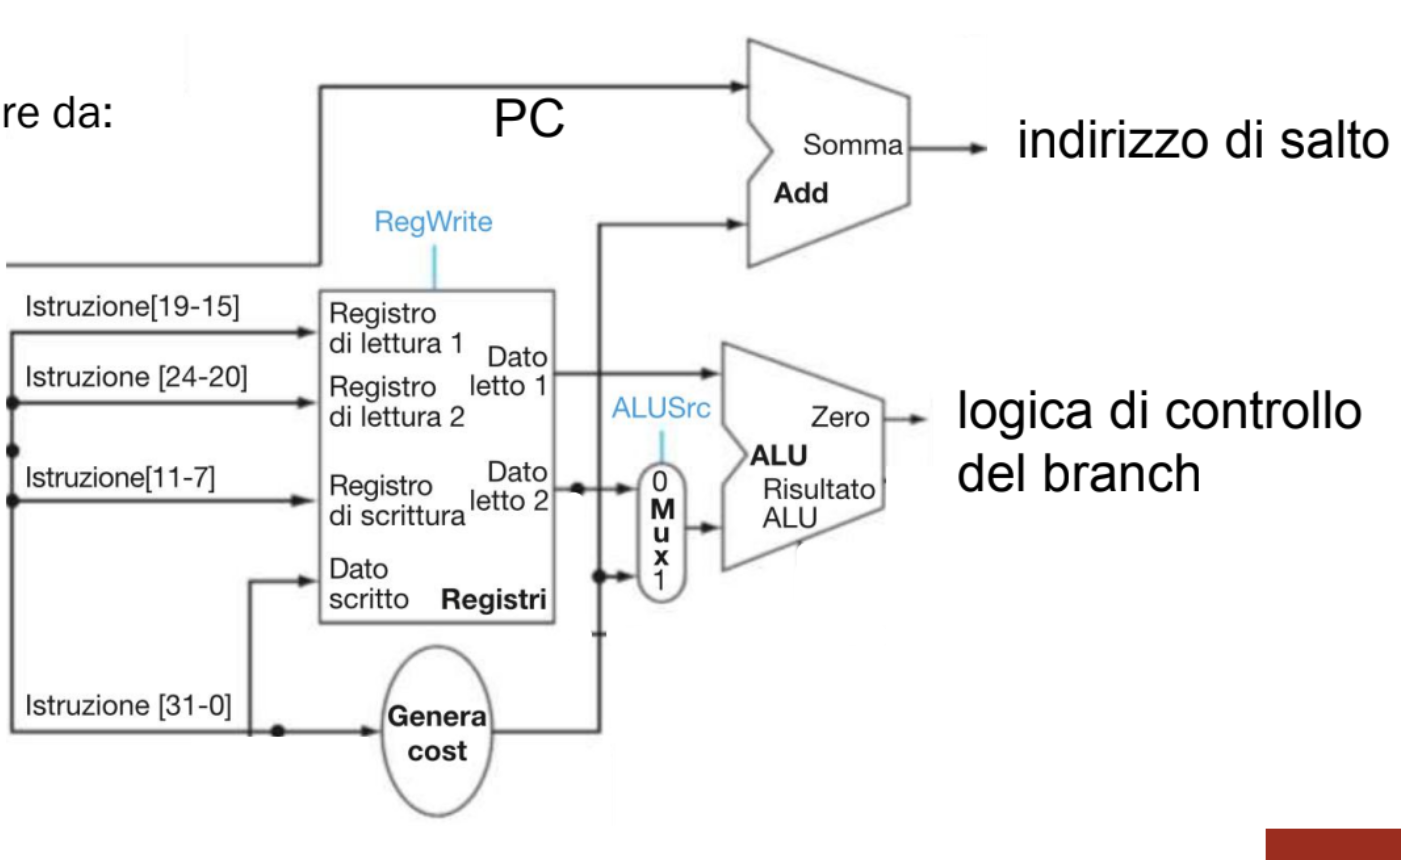 re da:
PC
Somma
Add
indirizzo di salto
RegWrite
Istruzione[19-15]
Istruzione [24-20]
Istruzione[11-7]
Istruzione [31-0]
Registro
di lettura 1
Registro
di lettura 2
Registro
di scrittura
Dato
scritto
Registri
Dato
letto 1
Dato
letto 2
ALUSrc
0
M
u
x
1
Zero
ALU
Risultato
ALU
logica di controllo
del branch
Genera
cost